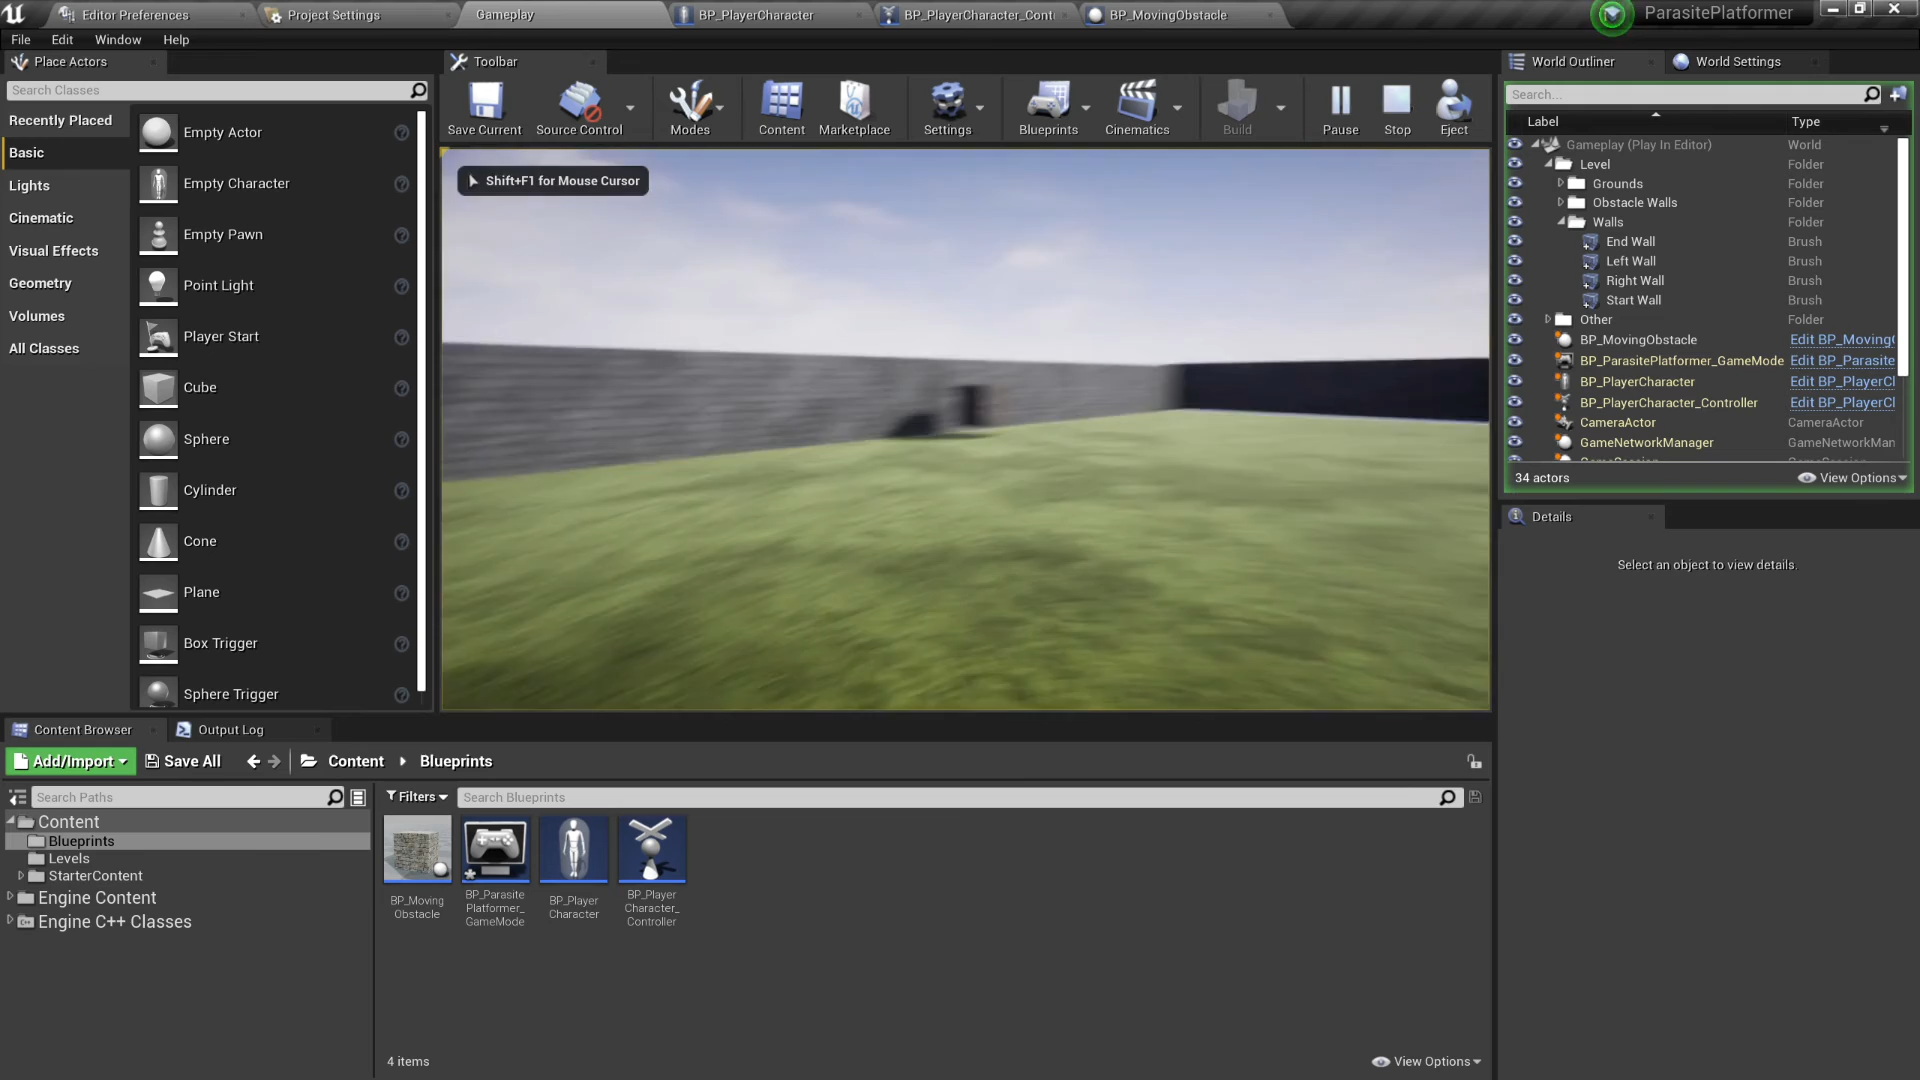 Editor Preferences
Project Settings
Gameplay
BP_PlayerCharacter
BP_PlayerCharacter_Cont
BP_MovingObstacle
ParasitePlatformer
File Edit Window Help
Place Actors
Toolbar
World Outliner
World Settings
Search Classes
Recently Placed
Basic
Lights
Cinematic
Visual Effects
Geometry
Volumes
All Classes
Empty Actor
Empty Character
Empty Pawn
Point Light
Player Start
Cube
Sphere
Cylinder
Cone
Plane
Box Trigger
Sphere Trigger
Save Current
Source Control
Modes
Content
Marketplace
Settings
Blueprints
Cinematics
Build
Pause
Stop
Eject
Shift+F1 for Mouse Cursor
Search...
Label Type
Gameplay (Play In Editor) World
Level Folder
Grounds Folder
Obstacle Walls Folder
Walls Folder
End Wall Brush
Left Wall Brush
Right Wall Brush
Start Wall Brush
Other Folder
BP_MovingObstacle Edit BP_Moving
BP_ParasitePlatformer_GameMode Edit BP_Parasite
BP_PlayerCharacter Edit BP_PlayerCl
BP_PlayerCharacter_Controller Edit BP_PlayerCl
CameraActor CameraActor
GameNetworkManager GameNetworkMan
34 actors
View Options
Details
Select an object to view details.
Content Browser
Output Log
Add/Import
Save All
Content
Blueprints
Search Paths
Content
Blueprints
Levels
StarterContent
Engine Content
Engine C++ Classes
Filters
Search Blueprints
BP_Moving
Obstacle
BP_Parasite
Platformer_
GameMode
BP_Player
Character
BP_Player
Character_
Controller
4 items
View Options